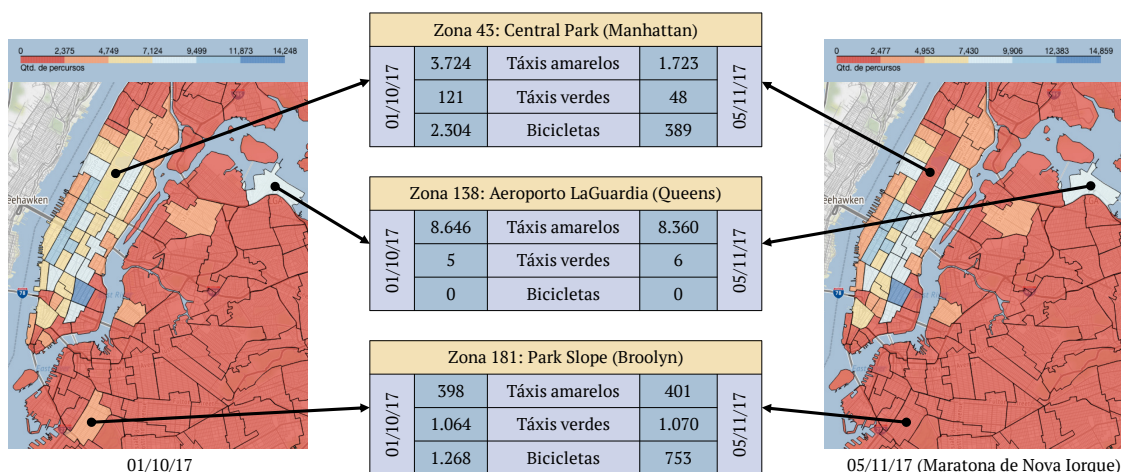 Zona 43: Central Park (Manhattan)
01/10/17
3.724 Táxis amarelos 1.723
121 Táxis verdes 48
2.304 Bicicletas 389
05/11/17
0 2,375 4,749 7,124 9,499 11,873 14,248
Qtd. de percursos
eehawken
78
01/10/17
Zona 138: Aeroporto LaGuardia (Queens)
01/10/17
8.646 Táxis amarelos 8.360
5 Táxis verdes 6
0 Bicicletas 0
05/11/17
Zona 181: Park Slope (Broolyn)
01/10/17
398 Táxis amarelos 401
1.064 Táxis verdes 1.070
1.268 Bicicletas 753
05/11/17
0 2,477 4,953 7,430 9,906 12,383 14,859
Qtd. de percursos
eehawken
78
05/11/17 (Maratona de Nova Iorque)